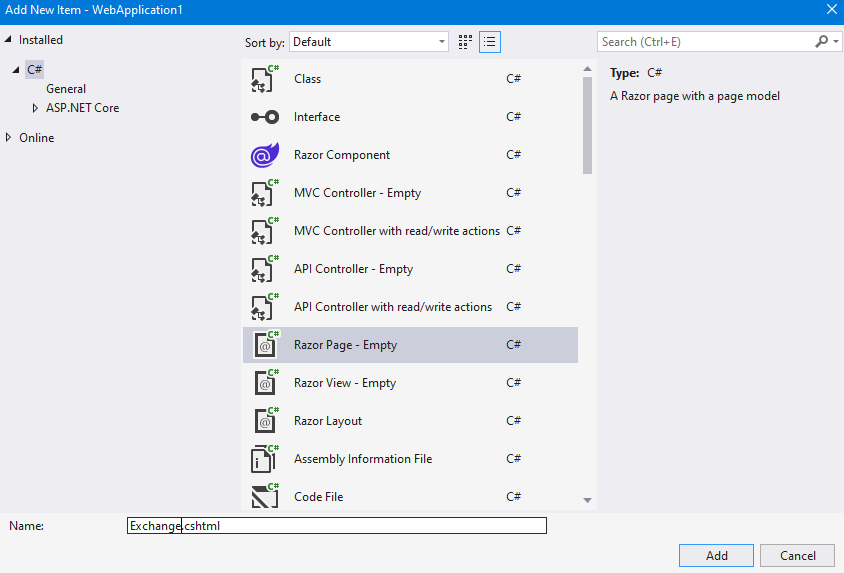 Add New Item - WebApplication1
Installed
C#
General
ASP.NET Core
Online
Sort by: Default
Class C#
Interface C#
Razor Component C#
MVC Controller - Empty C#
MVC Controller with read/write actions C#
API Controller - Empty C#
API Controller with read/write actions C#
Razor Page - Empty C#
Razor View - Empty C#
Razor Layout C#
Assembly Information File C#
Code File C#
Search (Ctrl+E)
Type: C#
A Razor page with a page model
Name: Exchange.cshtml
Add Cancel